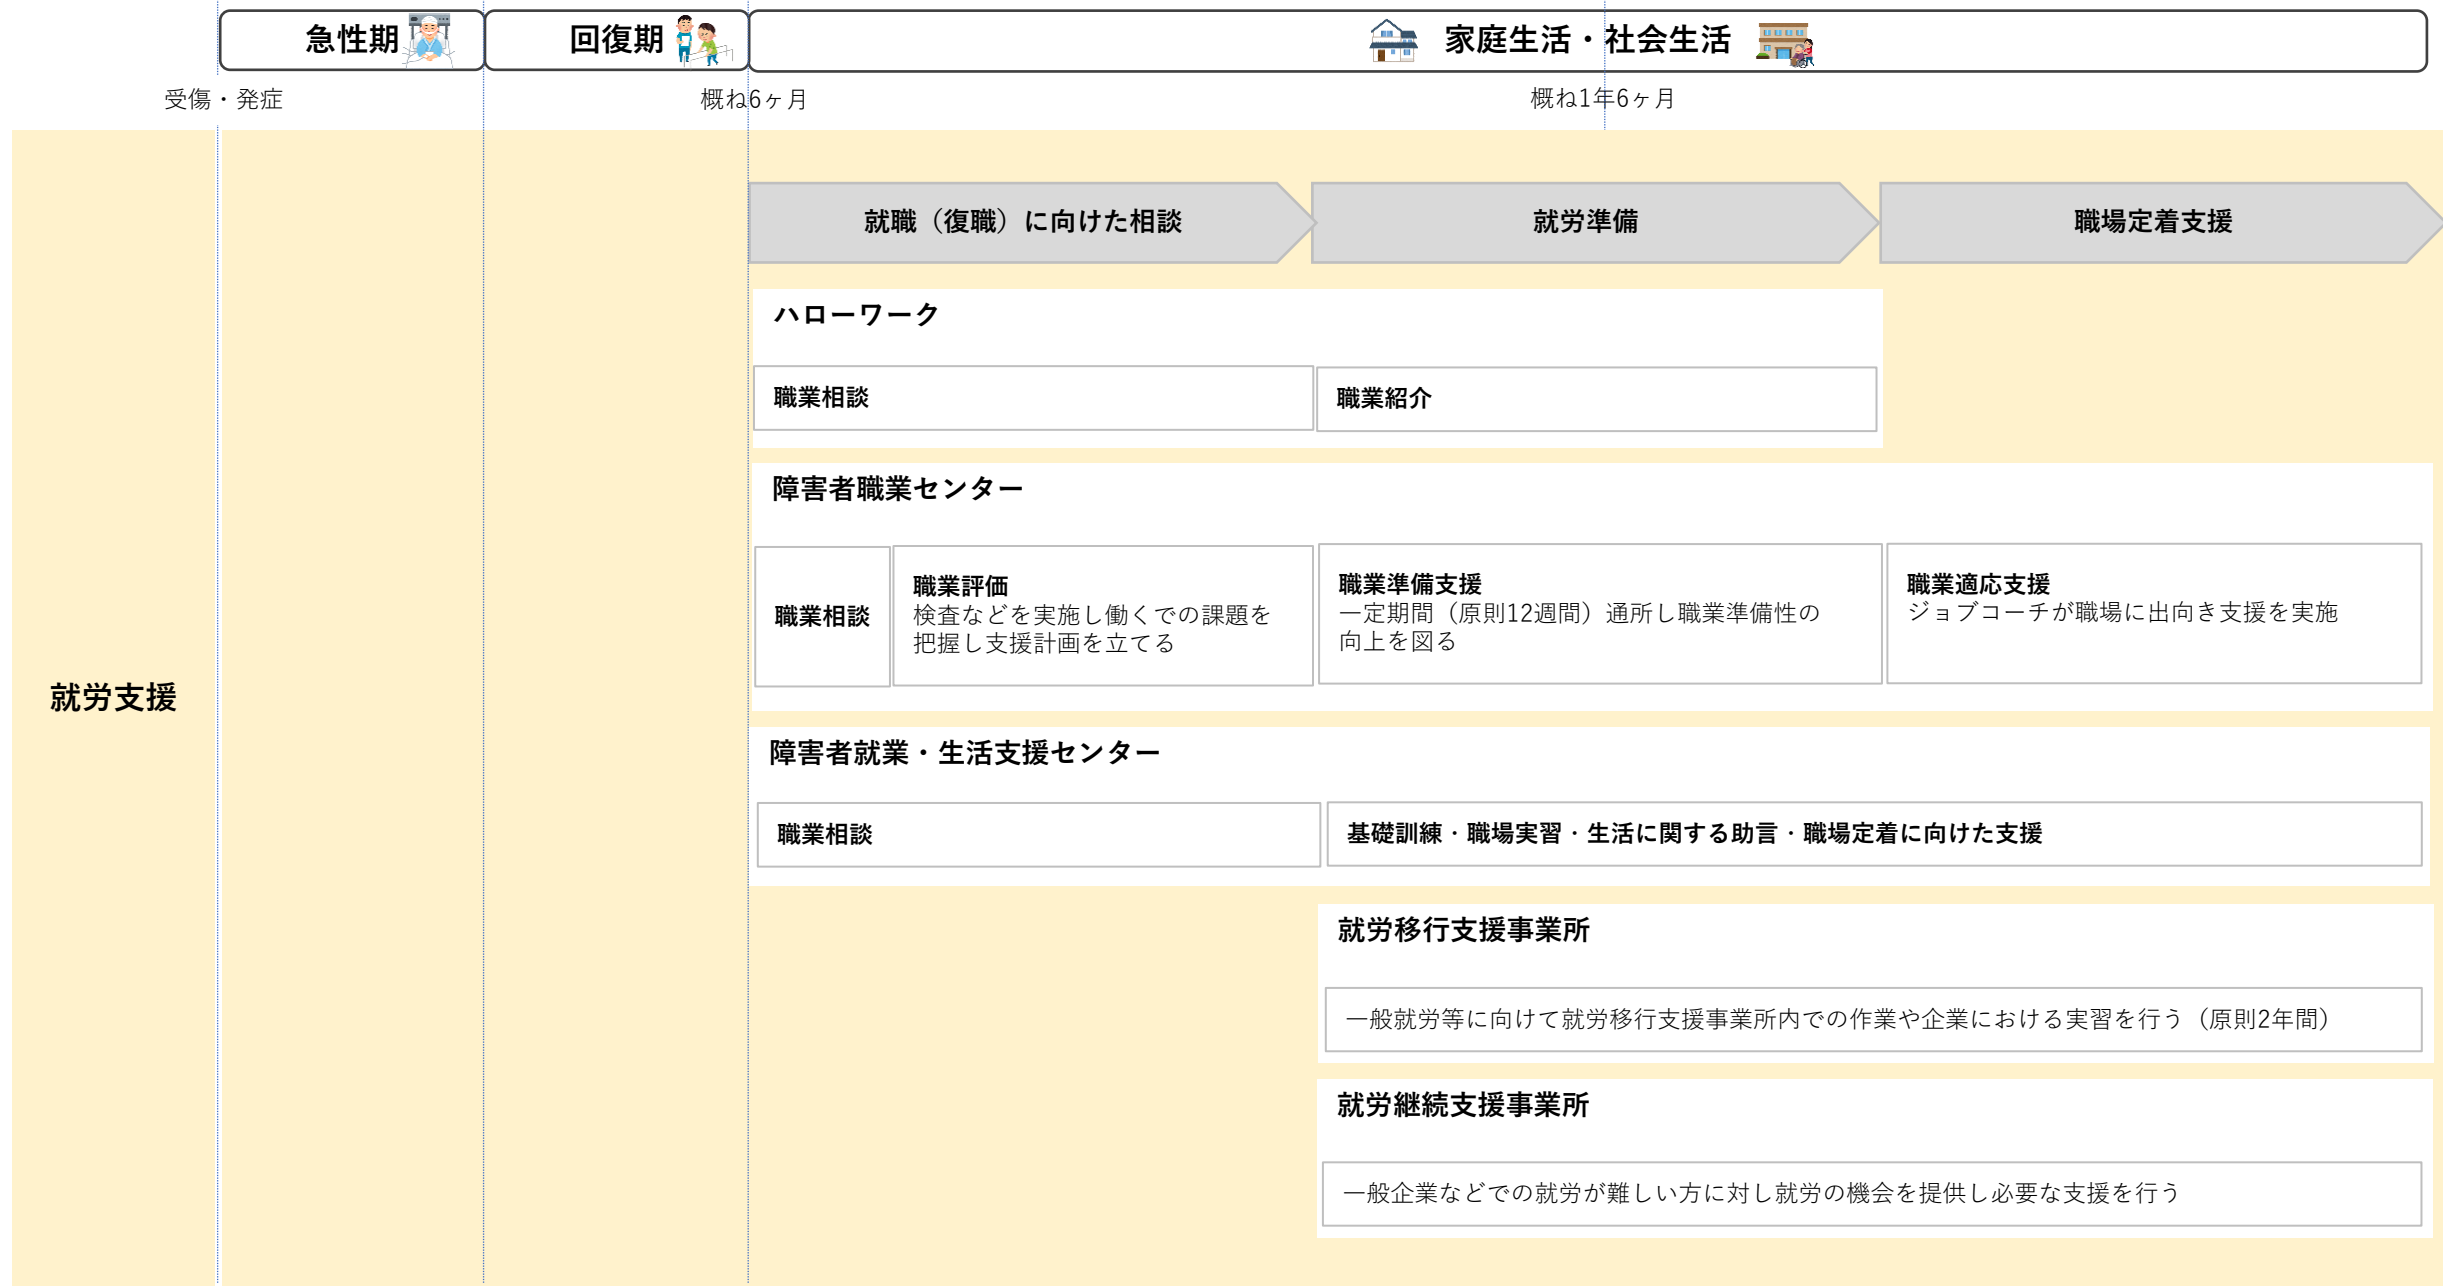 急性期
回復期
家庭生活・社会生活
受傷・発症
概ね6ヶ月
概ね1年6ヶ月
就労支援
就職（復職）に向けた相談
就労準備
職場定着支援
ハローワーク
職業相談
職業紹介
障害者職業センター
職業相談
職業評価
検査などを実施し働くでの課題を
把握し支援計画を立てる
職業準備支援
一定期間（原則12週間）通所し職業準備性の
向上を図る
職業適応支援
ジョブコーチが職場に出向き支援を実施
障害者就業・生活支援センター
職業相談
基礎訓練・職場実習・生活に関する助言・職場定着に向けた支援
就労移行支援事業所
一般就労等に向けて就労移行支援事業所内での作業や企業における実習を行う（原則2年間）
就労継続支援事業所
一般企業などでの就労が難しい方に対し就労の機会を提供し必要な支援を行う